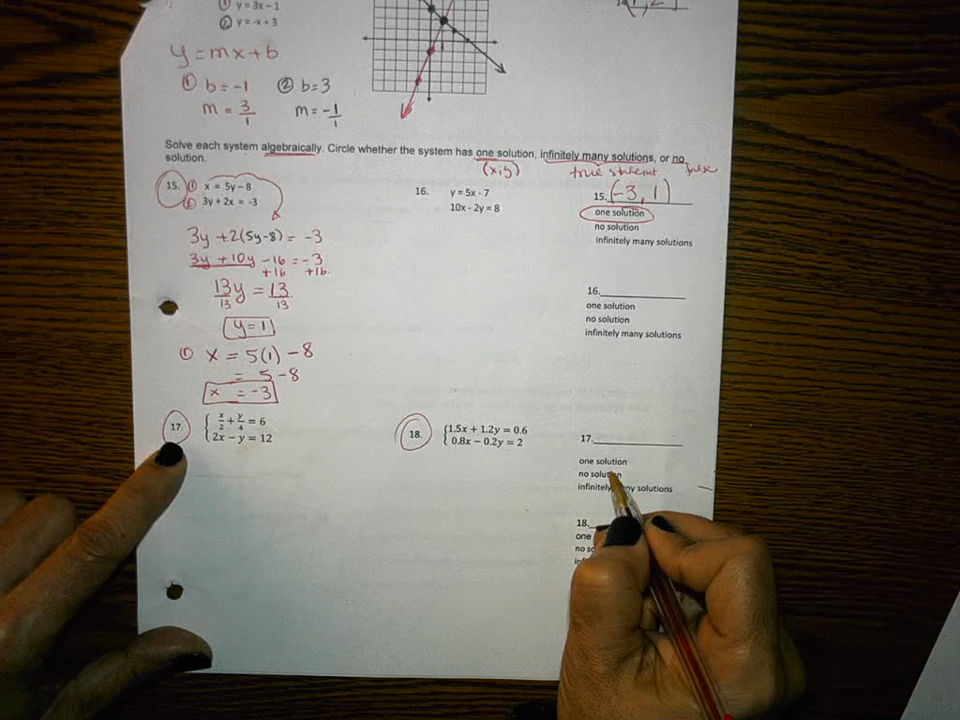 ① y = 3x - 1
② y = -x + 3
y = mx + b
① b = -1 ② b = 3
m = 3/1 m = -1/1
Solve each system algebraically. Circle whether the system has one solution, infinitely many solutions, or no
solution.
(x, y) true false
15. ① x = 5y - 8
② 3y + 2x = -3
3y + 2(5y-8) = -3
3y + 10y - 16 = -3
+16 +16
13y = 13
13 13
y = 1
① x = 5(1) - 8
= 5 - 8
x = -3
16. y = 5x - 7
10x - 2y = 8
15. (-3, 1)
one solution
no solution
infinitely many solutions
16.
one solution
no solution
infinitely many solutions
17. x/2 + y/4 = 6
2x - y = 12
18. 1.5x + 1.2y = 0.6
0.8x - 0.2y = 2
17.
one solution
no solution
infinitely many solutions
18.
one